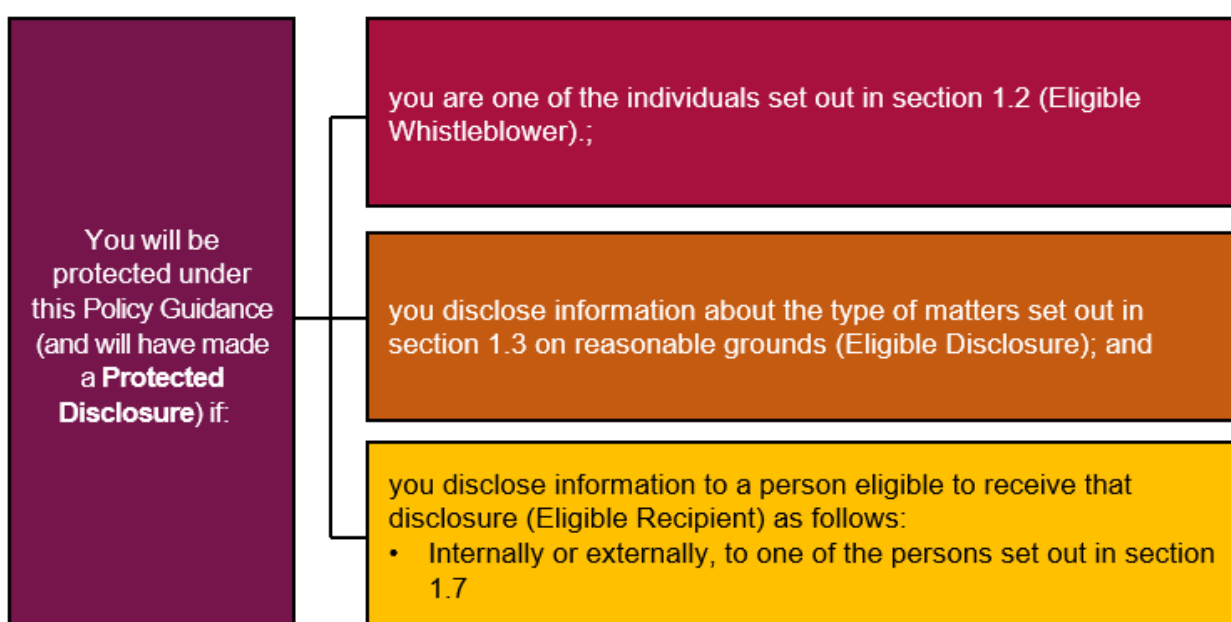 You will be
protected under
this Policy Guidance
(and will have made
a Protected
Disclosure) if:
you are one of the individuals set out in section 1.2 (Eligible
Whistleblower).;
you disclose information about the type of matters set out in
section 1.3 on reasonable grounds (Eligible Disclosure); and
you disclose information to a person eligible to receive that
disclosure (Eligible Recipient) as follows:
• Internally or externally, to one of the persons set out in section
1.7